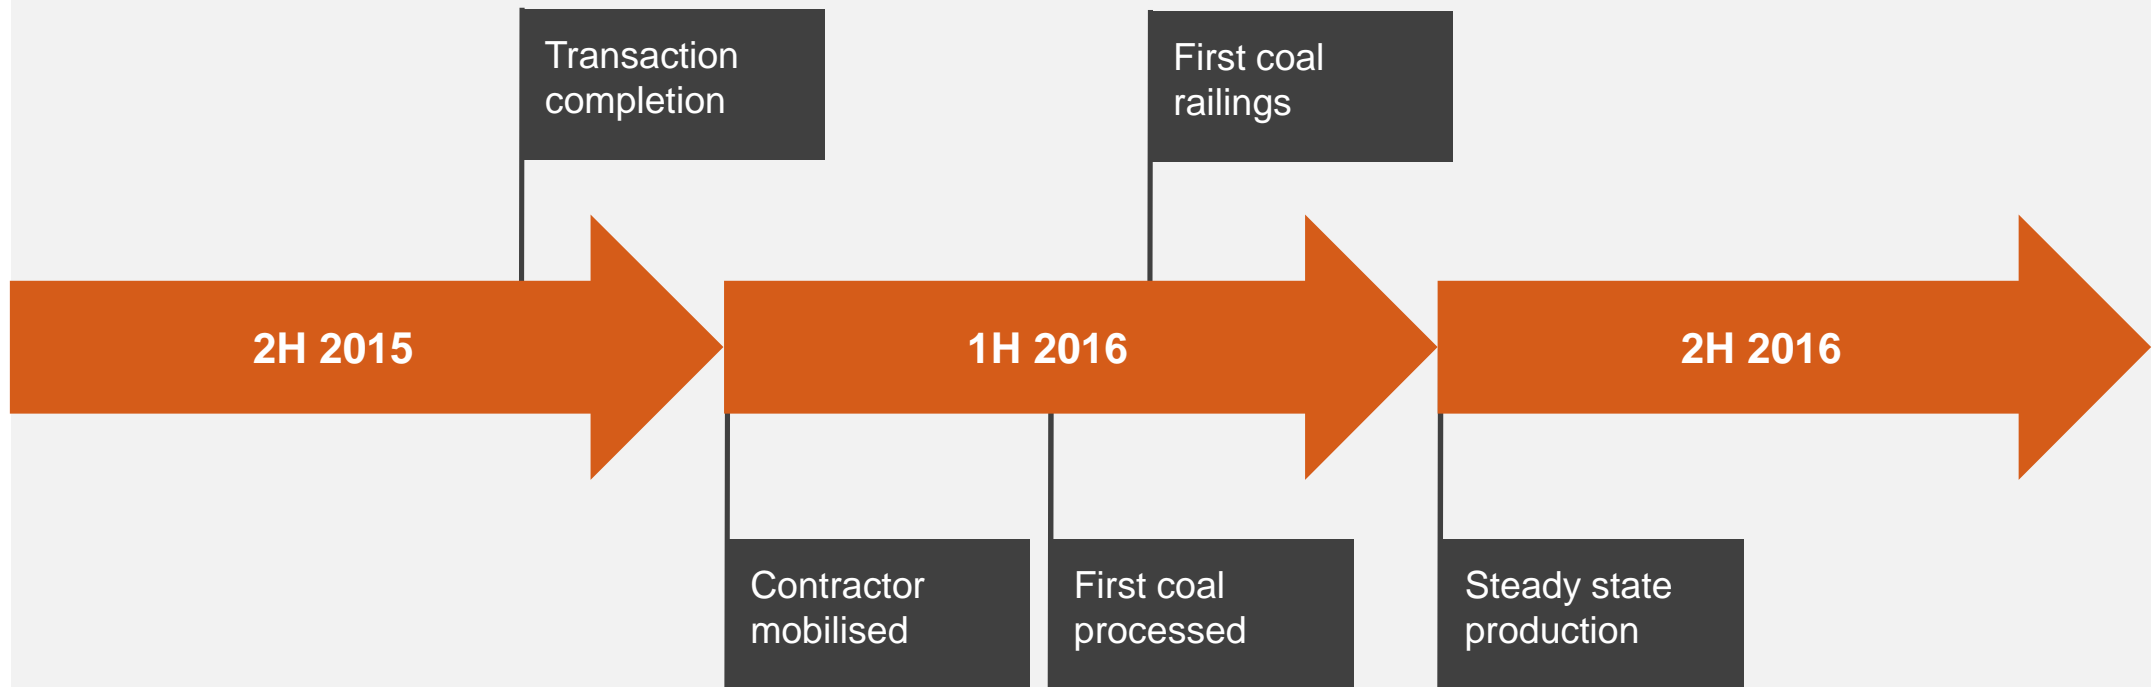 Transaction
completion
First coal
railings
2H 2015
1H 2016
2H 2016
Contractor
mobilised
First coal
processed
Steady state
production